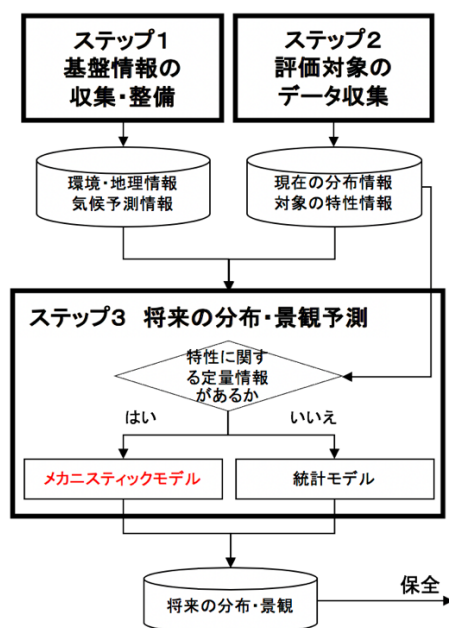 ステップ1
基盤情報の
収集・整備
ステップ2
評価対象の
データ収集
環境・地理情報
気候予測情報
現在の分布情報
対象の特性情報
ステップ3 将来の分布・景観予測
特性に関す
る定量情報
があるか
はい
いいえ
メカニスティックモデル
統計モデル
将来の分布・景観
保全